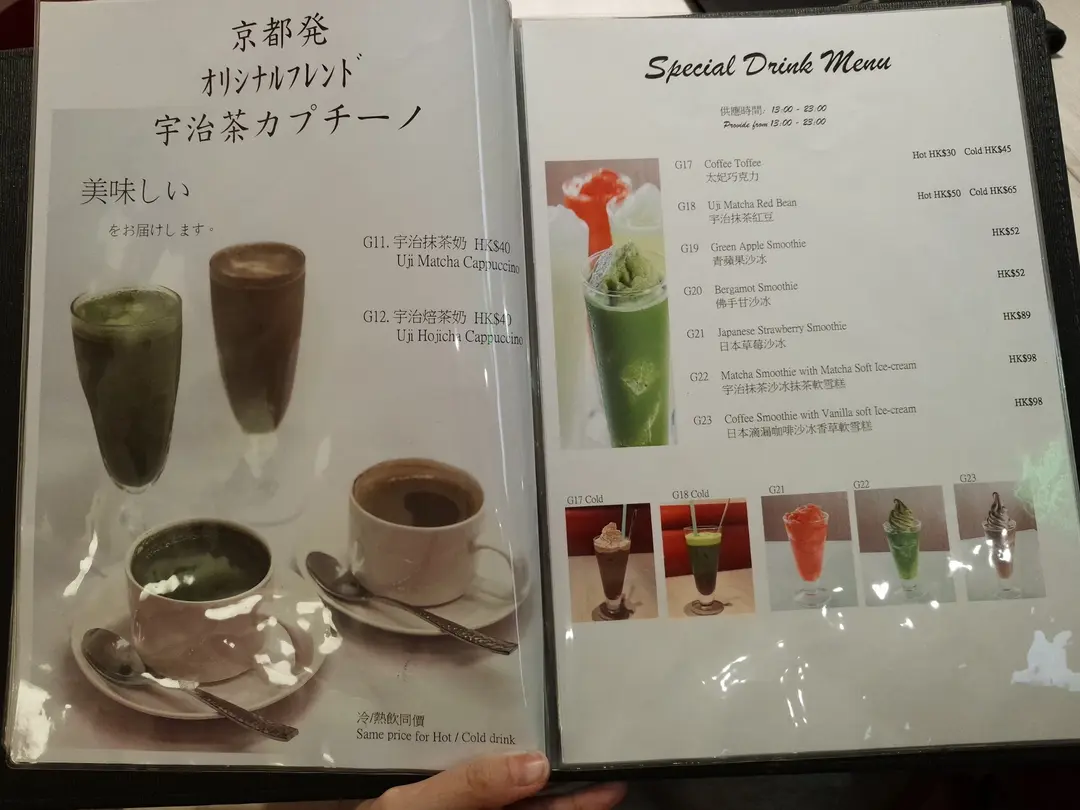 京都発
オリシナルフレンド
宇治茶カプチーノ
美味しい
をお届けします。
G11. 宇治抹茶奶 HK$40
Uji Matcha Cappuccino
G12. 宇治焙茶奶 HK$40
Uji Hojicha Cappuccino
冷/熱飲同價
Same price for Hot / Cold drink
Special Drink Menu
供應時間: 13:00 - 23:00
Provide from 13:00 - 23:00
G17 Coffee Toffee Hot HK$30 Cold HK$45
太妃巧克力
G18 Uji Matcha Red Bean Hot HK$50 Cold HK$65
宇治抹茶紅豆
G19 Green Apple Smoothie HK$52
青蘋果沙冰
G20 Bergamot Smoothie HK$52
佛手甘沙冰
G21 Japanese Strawberry Smoothie HK$89
日本草莓沙冰
G22 Matcha Smoothie with Matcha Soft Ice-cream HK$98
宇治抹茶沙冰抹茶軟雪糕
G23 Coffee Smoothie with Vanilla soft Ice-cream HK$98
日本滴漏咖啡沙冰香草軟雪糕
G17 Cold
G18 Cold
G21
G22
G23